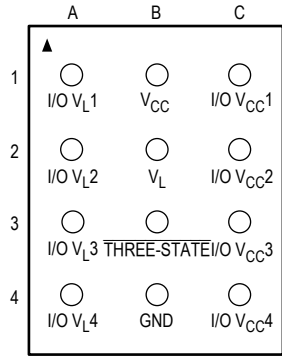 A B C
1
I/O VL1 VCC I/O VCC1
2
I/O VL2 VL I/O VCC2
3
I/O VL3 THREE-STATE I/O VCC3
4
I/O VL4 GND I/O VCC4